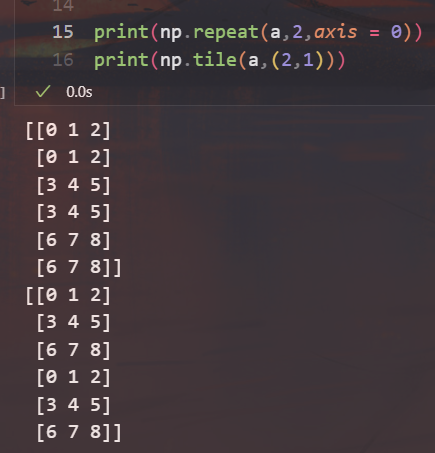 14
15 print(np.repeat(a,2,axis = 0))
16 print(np.tile(a,(2,1)))
] ✓ 0.0s
[[0 1 2]
 [0 1 2]
 [3 4 5]
 [3 4 5]
 [6 7 8]
 [6 7 8]]
[[0 1 2]
 [3 4 5]
 [6 7 8]
 [0 1 2]
 [3 4 5]
 [6 7 8]]